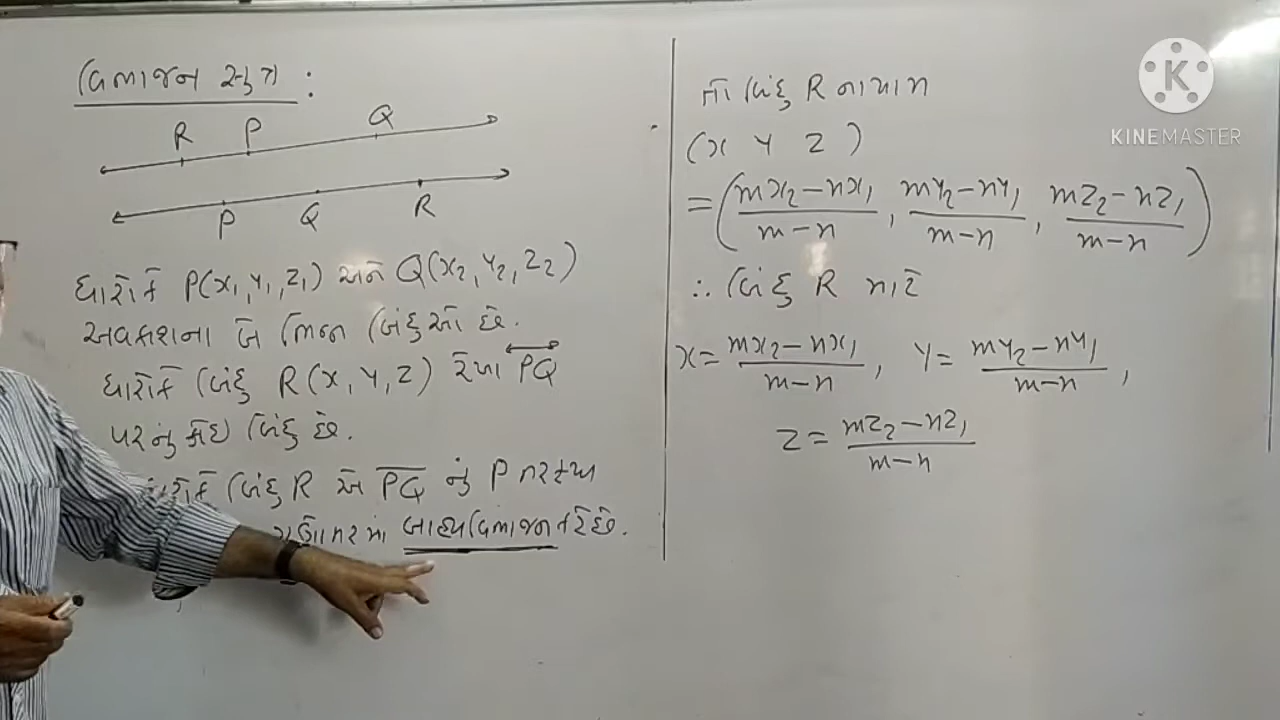 વિભાજન સૂત્ર :
R P Q
P Q R
ધારોકે P(x₁, y₁, z₁) અને Q(x₂, y₂, z₂)
અવકાશના બે ભિન્ન બિંદુઓ છે.
ધારોકે બિંદુ R(x, y, z) રેખા PQ
પરનું કોઇ બિંદુ છે.
બિંદુ R એ PQ નું P તરફથી
બાહ્યવિભાજન કરે છે.
તો બિંદુ R ના યામ
(x y z)
= ( (mx₂ – nx₁)/(m – n), (my₂ – ny₁)/(m – n), (mz₂ – nz₁)/(m – n) )
∴ બિંદુ R માટે
x = (mx₂ – nx₁)/(m – n), y = (my₂ – ny₁)/(m – n),
z = (mz₂ – nz₁)/(m – n)
K
KINEMASTER